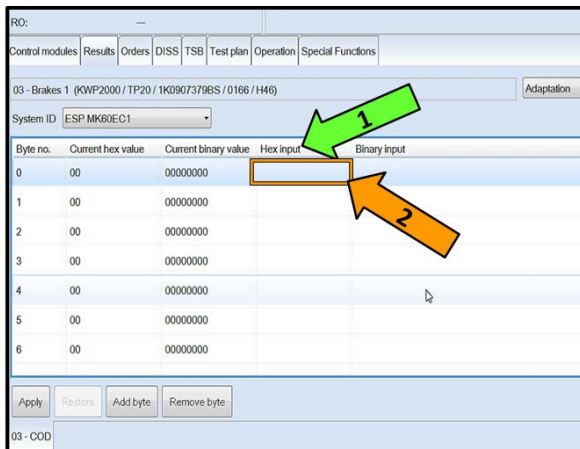 RO: ---
Control modules Results Orders DISS TSB Test plan Operation Special Functions
03 - Brakes 1 (KWP2000 / TP20 / 1K0907379BS / 0166 / H46) Adaptation
System ID ESP MK60EC1
1
Byte no. Current hex value Current binary value Hex input Binary input
0 00 00000000
2
1 00 00000000
2 00 00000000
3 00 00000000
4 00 00000000
5 00 00000000
6 00 00000000
Apply Restore Add byte Remove byte
03 - COD